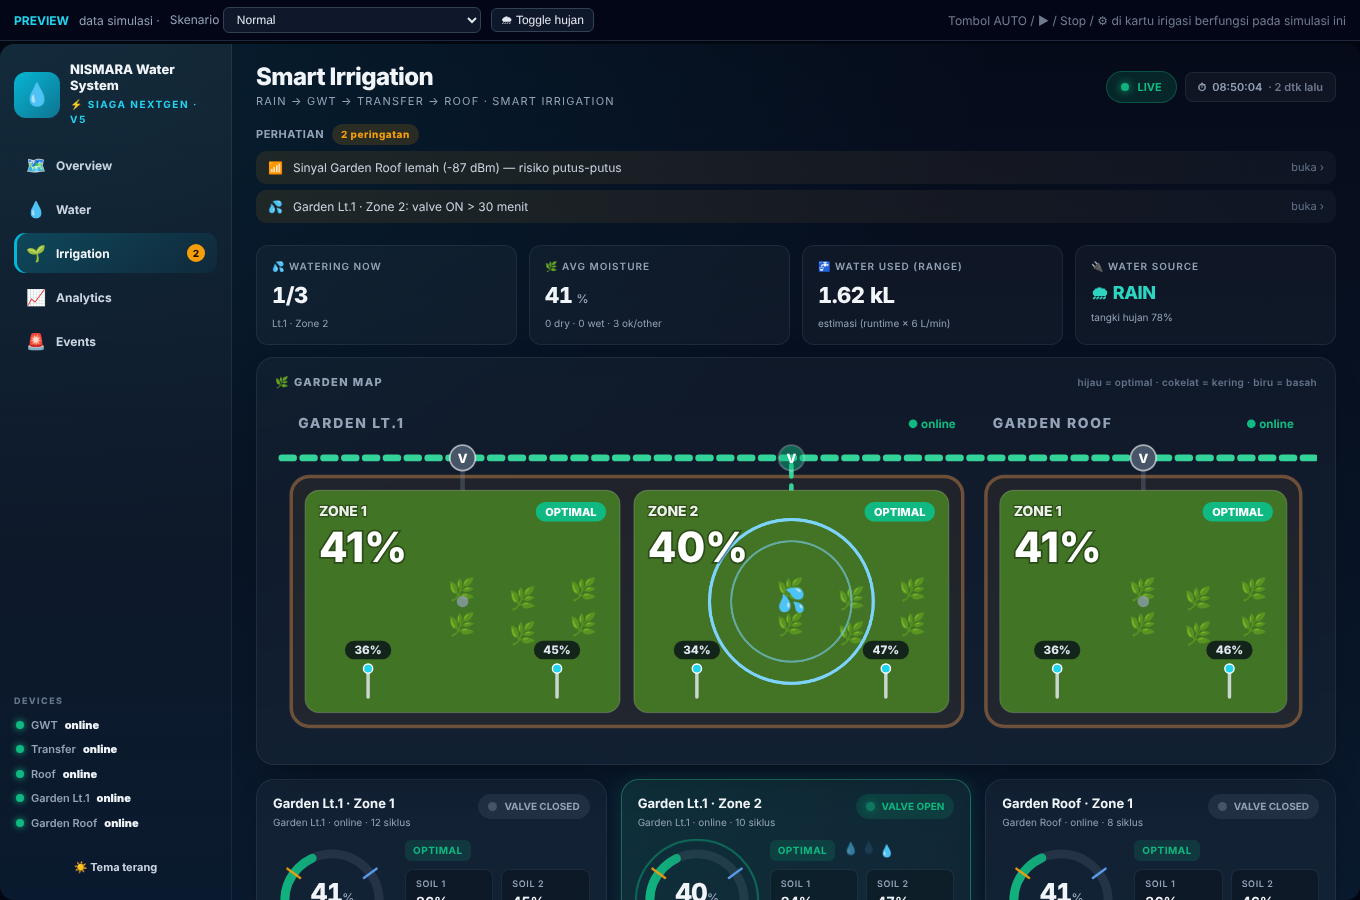 PREVIEW data simulasi · Skenario Normal Toggle hujan Tombol AUTO / ▶ / Stop / ⚙ di kartu irigasi berfungsi pada simulasi ini
NISMARA Water System
⚡ SIAGA NEXTGEN · V5
Overview
Water
Irrigation 2
Analytics
Events
DEVICES
GWT online
Transfer online
Roof online
Garden Lt.1 online
Garden Roof online
Tema terang
Smart Irrigation
RAIN → GWT → TRANSFER → ROOF · SMART IRRIGATION
LIVE
08:50:04 · 2 dtk lalu
PERHATIAN 2 peringatan
Sinyal Garden Roof lemah (-87 dBm) — risiko putus-putus buka ›
Garden Lt.1 · Zone 2: valve ON > 30 menit buka ›
WATERING NOW
1/3
Lt.1 · Zone 2
AVG MOISTURE
41 %
0 dry · 0 wet · 3 ok/other
WATER USED (RANGE)
1.62 kL
estimasi (runtime × 6 L/min)
WATER SOURCE
RAIN
tangki hujan 78%
GARDEN MAP hijau = optimal · cokelat = kering · biru = basah
GARDEN LT.1 online GARDEN ROOF online
V V V
ZONE 1 OPTIMAL
41%
36% 45%
ZONE 2 OPTIMAL
40%
34% 47%
ZONE 1 OPTIMAL
41%
36% 46%
Garden Lt.1 · Zone 1 VALVE CLOSED
Garden Lt.1 · online · 12 siklus
OPTIMAL
SOIL 1 SOIL 2
41% 36% 45%
Garden Lt.1 · Zone 2 VALVE OPEN
Garden Lt.1 · online · 10 siklus
OPTIMAL
SOIL 1 SOIL 2
40% 34% 47%
Garden Roof · Zone 1 VALVE CLOSED
Garden Roof · online · 8 siklus
OPTIMAL
SOIL 1 SOIL 2
41% 36% 46%